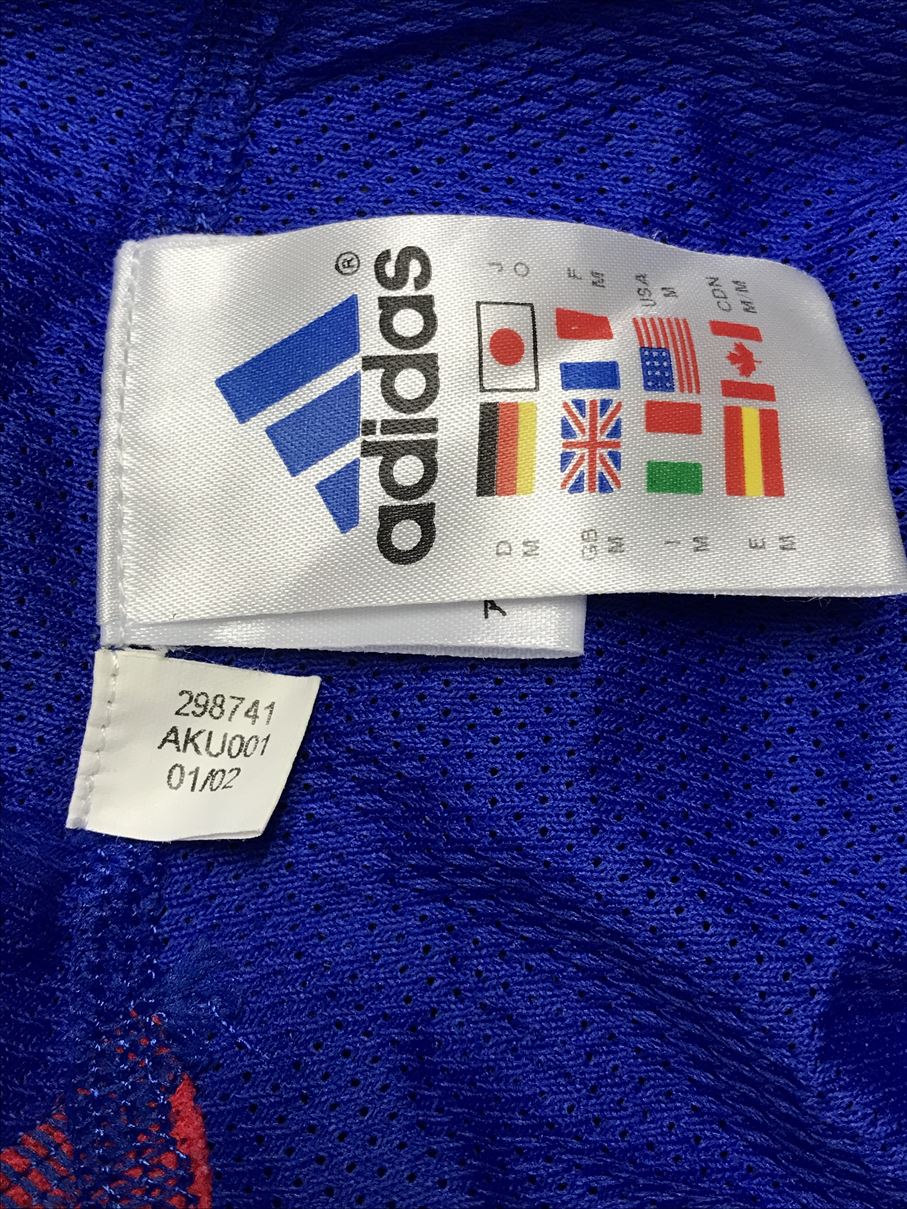 adidas®
J
O
F
M
USA
M
CDN
M/M
D
M
GB
M
I
M
E
M
298741
AKU001
01/02